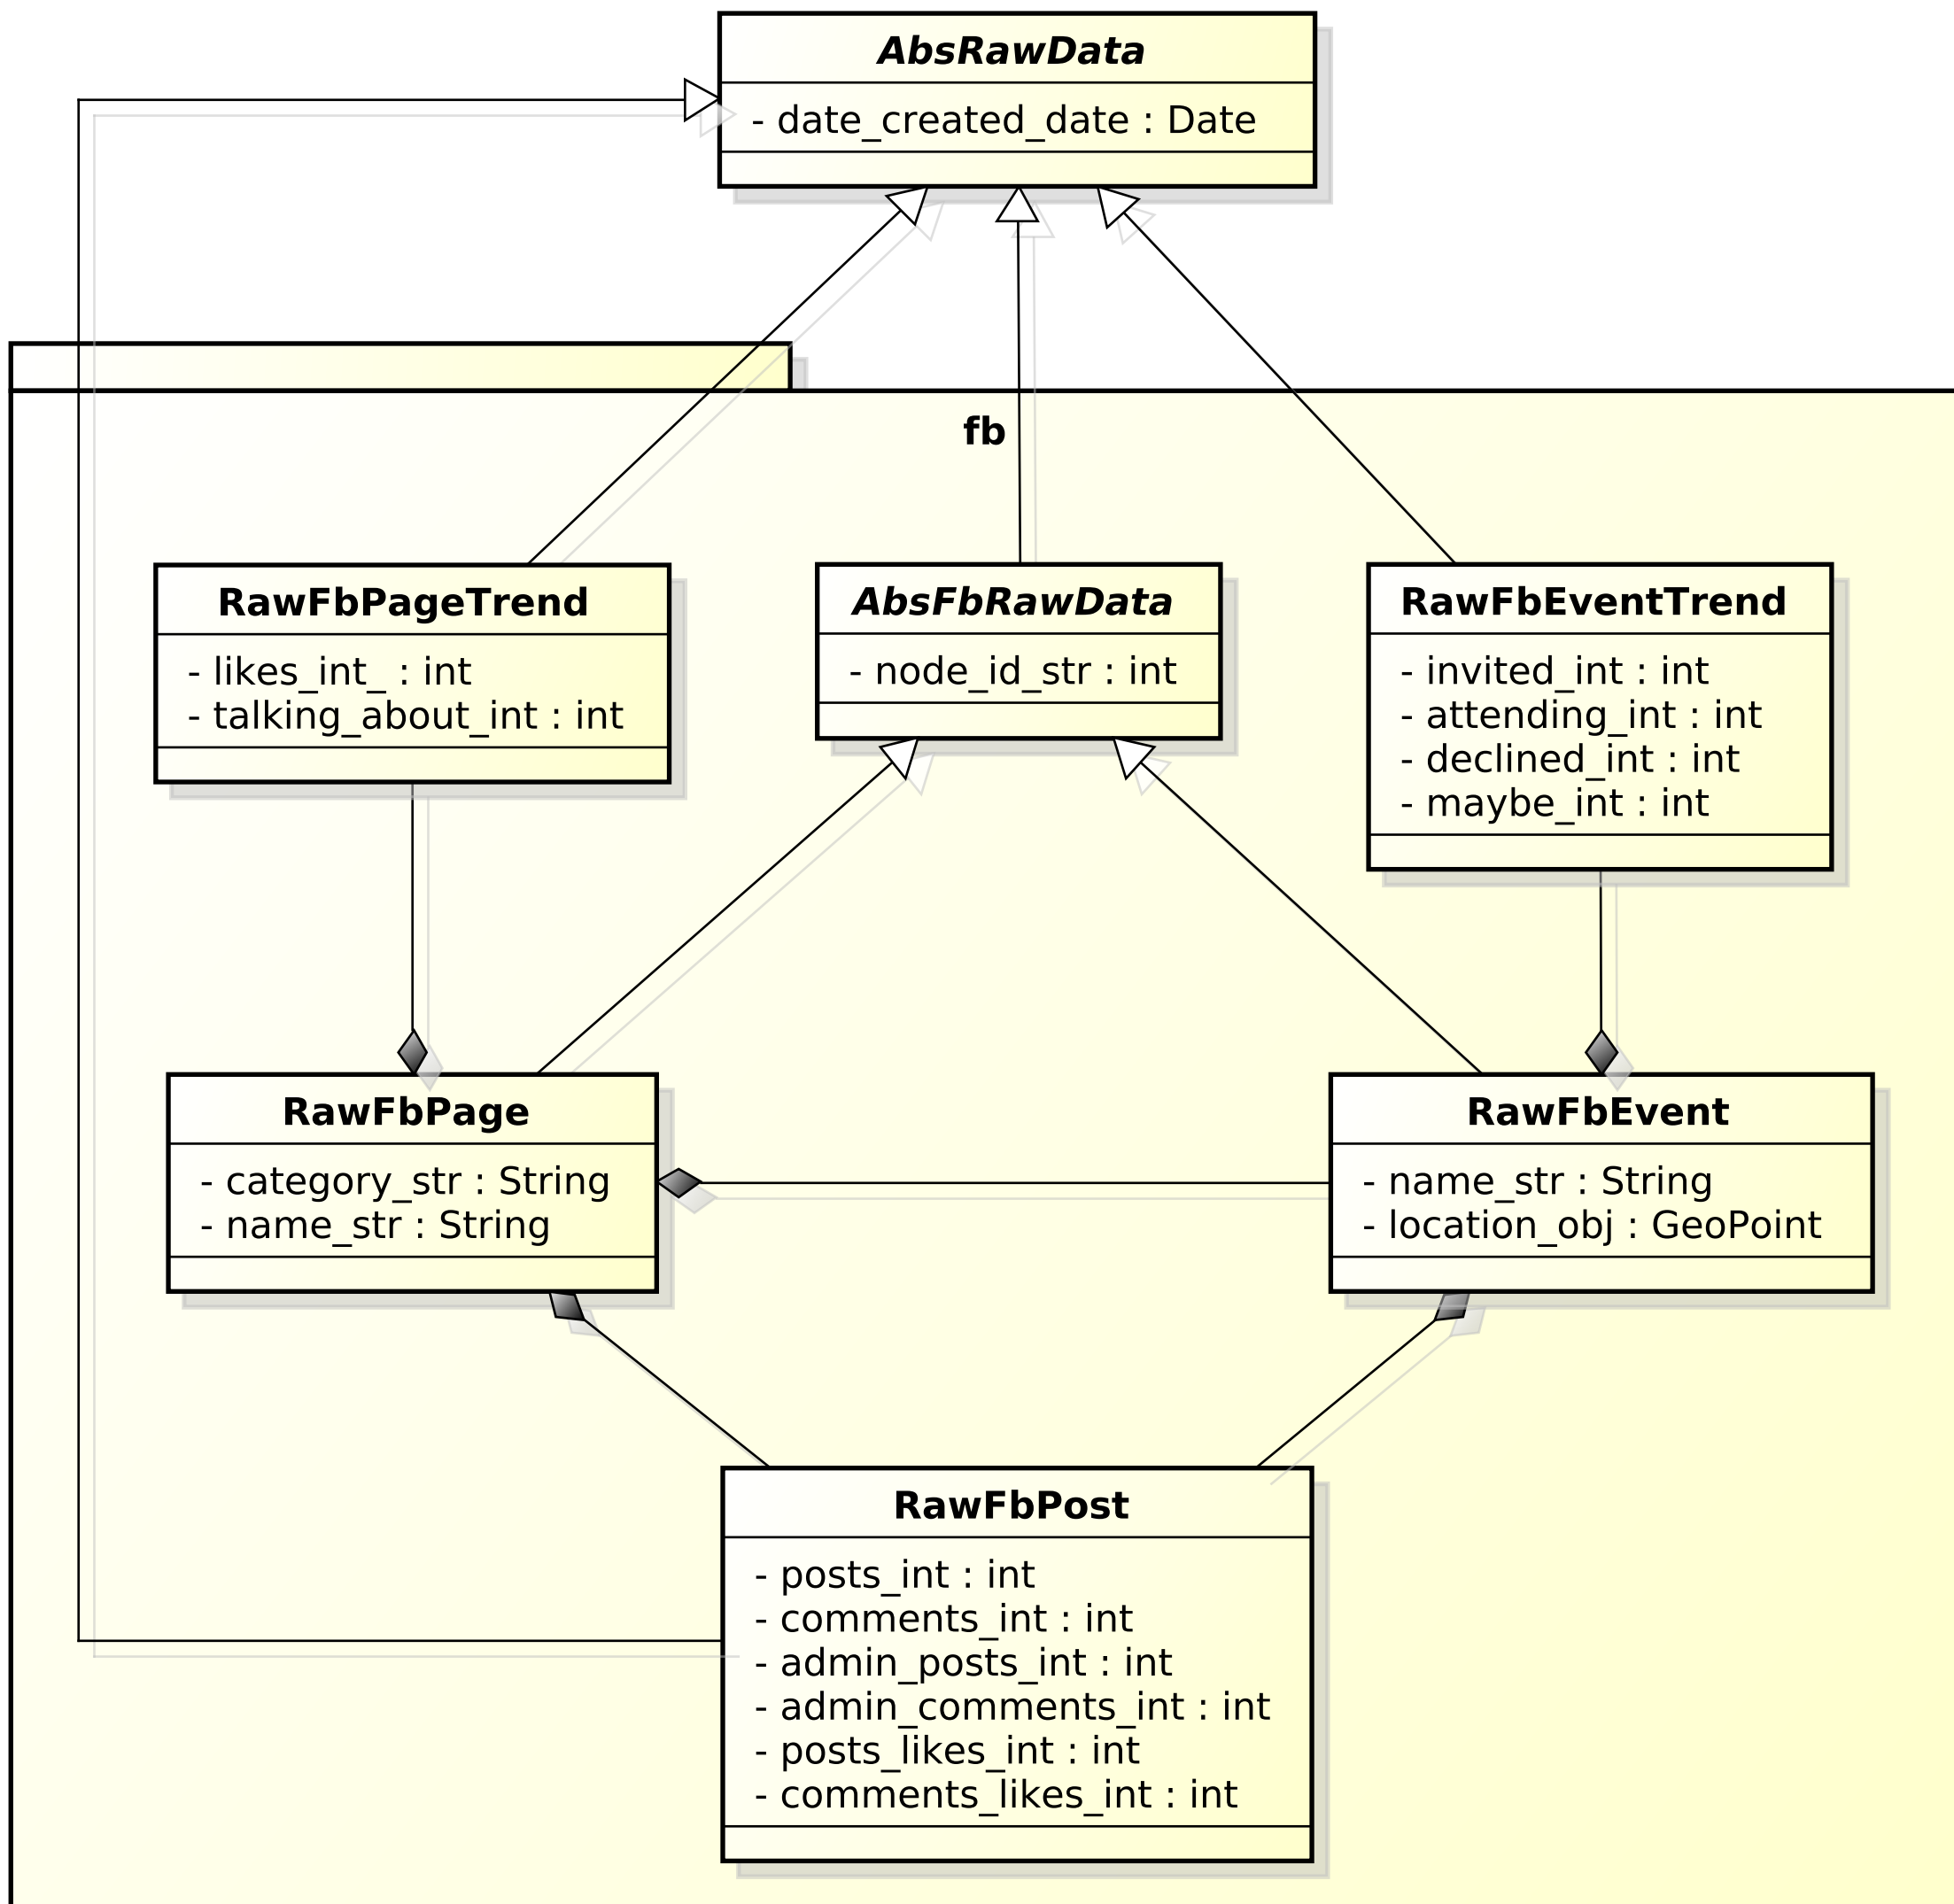 AbsRawData
- date_created_date : Date
fb
RawFbPageTrend
- likes_int_ : int
- talking_about_int : int
AbsFbRawData
- node_id_str : int
RawFbEventTrend
- invited_int : int
- attending_int : int
- declined_int : int
- maybe_int : int
RawFbPage
- category_str : String
- name_str : String
RawFbEvent
- name_str : String
- location_obj : GeoPoint
RawFbPost
- posts_int : int
- comments_int : int
- admin_posts_int : int
- admin_comments_int : int
- posts_likes_int : int
- comments_likes_int : int